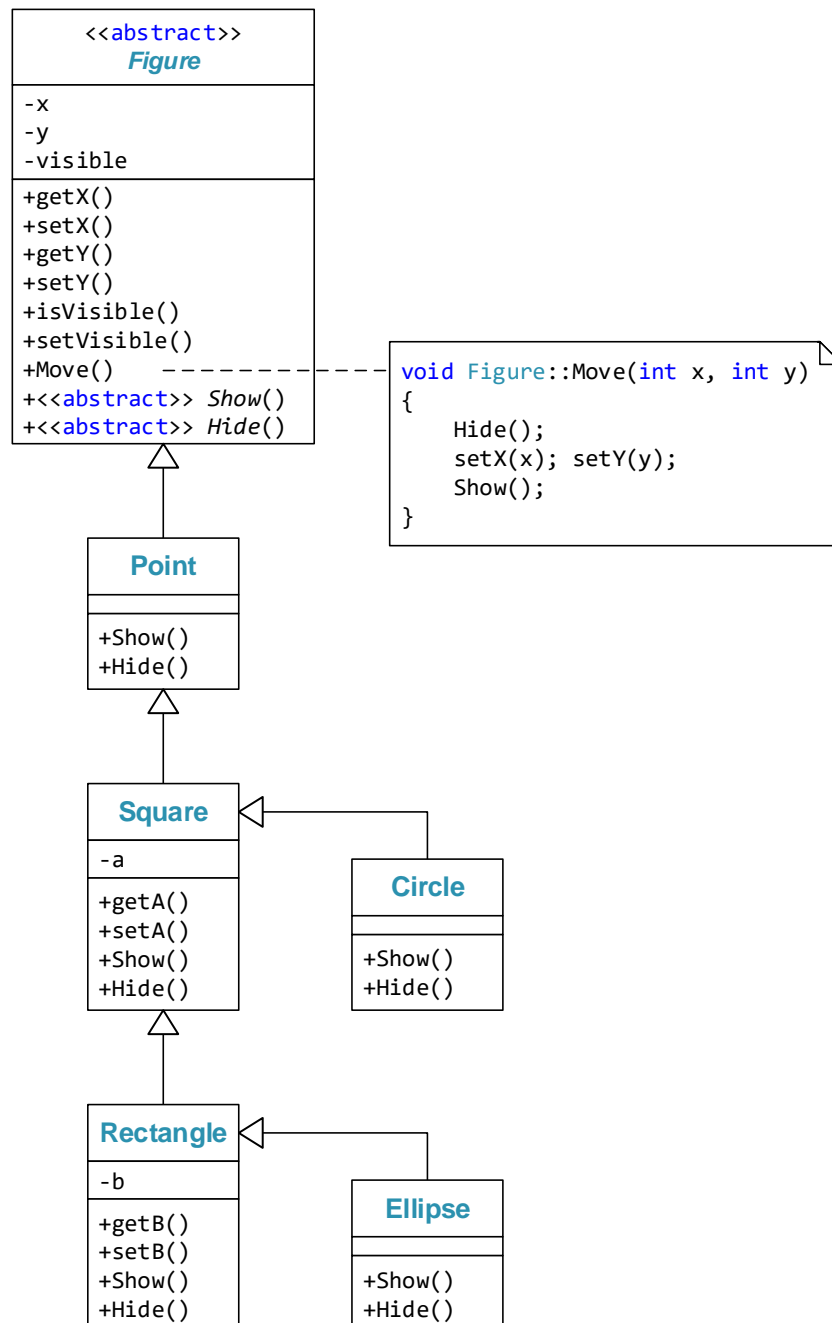 <<abstract>>
Figure
-x
-y
-visible
+getX()
+setX()
+getY()
+setY()
+isVisible()
+setVisible()
+Move()
+<<abstract>> Show()
+<<abstract>> Hide()
void Figure::Move(int x, int y)
{
    Hide();
    setX(x); setY(y);
    Show();
}
Point
+Show()
+Hide()
Square
-a
+getA()
+setA()
+Show()
+Hide()
Circle
+Show()
+Hide()
Rectangle
-b
+getB()
+setB()
+Show()
+Hide()
Ellipse
+Show()
+Hide()